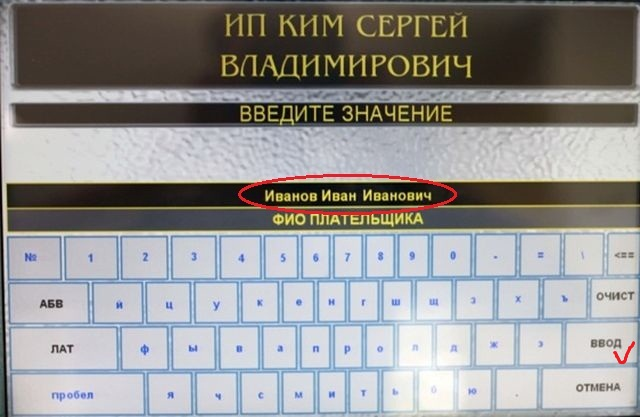 ИП КИМ СЕРГЕЙ
ВЛАДИМИРОВИЧ
ВВЕДИТЕ ЗНАЧЕНИЕ
Иванов Иван Иванович
ФИО ПЛАТЕЛЬЩИКА
№ 1 2 3 4 5 6 7 8 9 0 - = \ <==
АБВ й ц у к е н г ш щ з х ъ ОЧИСТ
ЛАТ ф ы в а п р о л д ж э ВВОД
пробел я ч с м и т ь б ю . ОТМЕНА